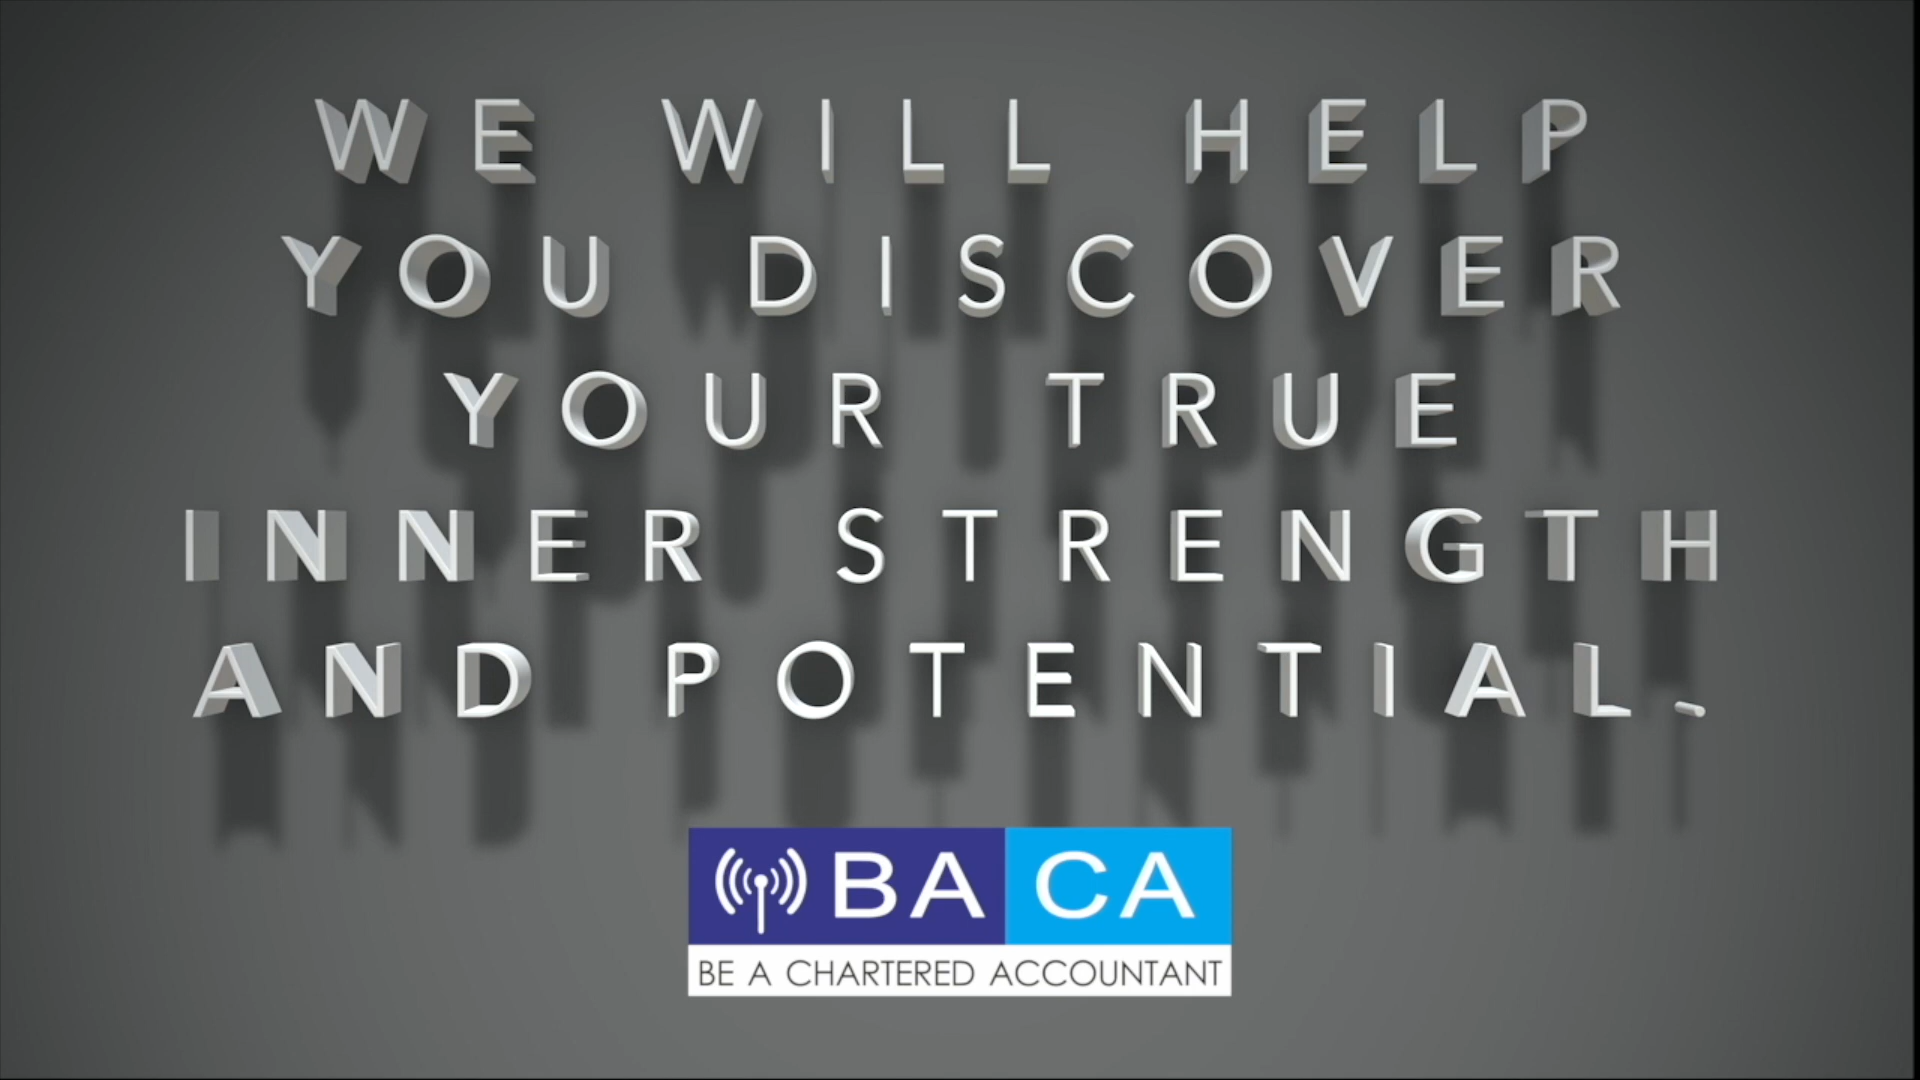 WE WILL HELP
YOU DISCOVER
YOUR TRUE
INNER STRENGTH
AND POTENTIAL.
BA CA
BE A CHARTERED ACCOUNTANT